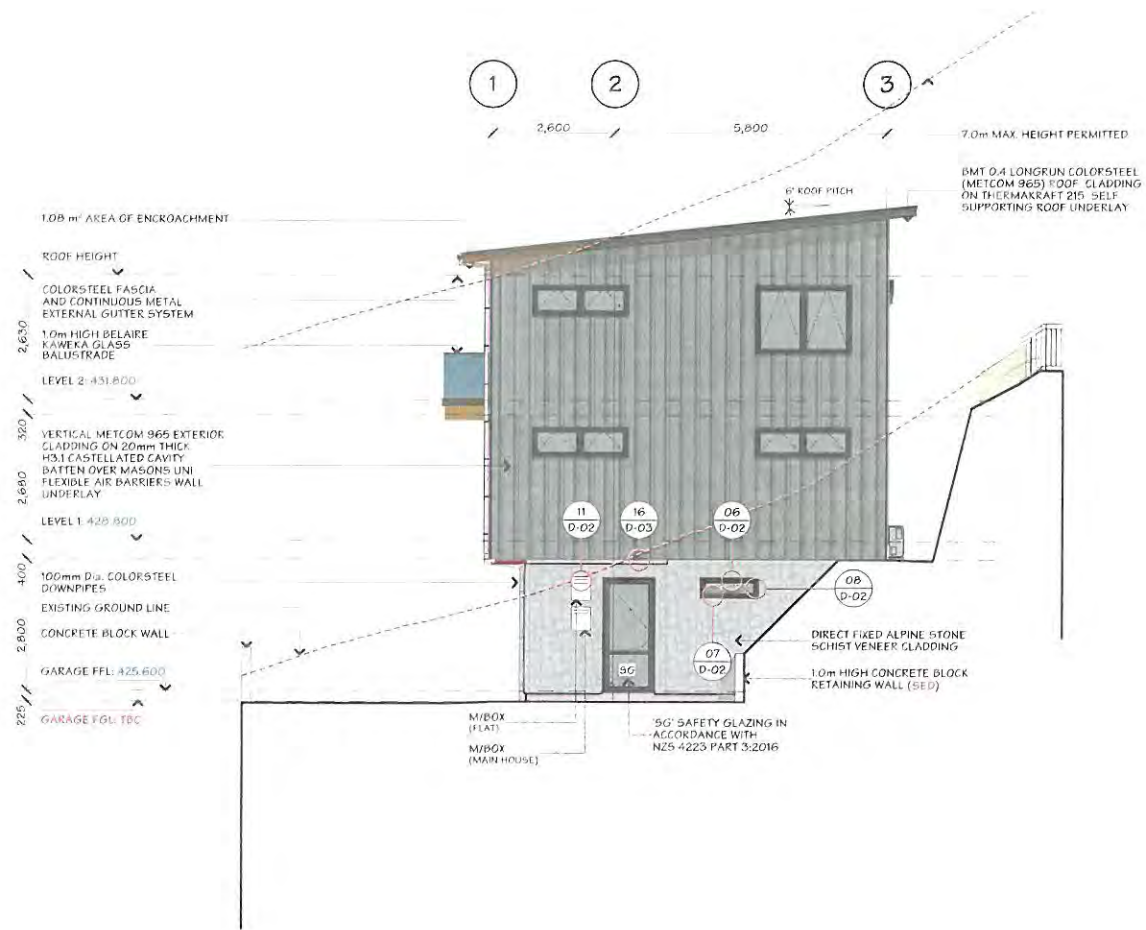 1
2
3
2,600
5,800
7.0m MAX. HEIGHT PERMITTED
BMT 0.4 LONGRUN COLORSTEEL
(METCOM 965) ROOF CLADDING
ON THERMAKRAFT 215 SELF
SUPPORTING ROOF UNDERLAY
6° ROOF PITCH
1.08 m² AREA OF ENCROACHMENT
ROOF HEIGHT
COLORSTEEL FASCIA
AND CONTINUOUS METAL
EXTERNAL GUTTER SYSTEM
2,630
1.0m HIGH BELAIRE
KAWEKA GLASS
BALUSTRADE
LEVEL 2: 431.800
320
VERTICAL METCOM 965 EXTERIOR
CLADDING ON 20mm THICK
H3.1 CASTELLATED CAVITY
BATTEN OVER MASONS UNI
FLEXIBLE AIR BARRIERS WALL
UNDERLAY
2,680
LEVEL 1: 428.800
11
D-02
16
D-03
06
D-02
400
100mm Dia. COLORSTEEL
DOWNPIPES
08
D-02
EXISTING GROUND LINE
2,800
CONCRETE BLOCK WALL
DIRECT FIXED ALPINE STONE
SCHIST VENEER CLADDING
07
D-02
GARAGE FFL: 425.600
SG
1.0m HIGH CONCRETE BLOCK
RETAINING WALL (SED)
225
GARAGE FGL: TBC
M/BOX
(FLAT)
M/BOX
(MAIN HOUSE)
'SG' SAFETY GLAZING IN
ACCORDANCE WITH
NZS 4223 PART 3:2016